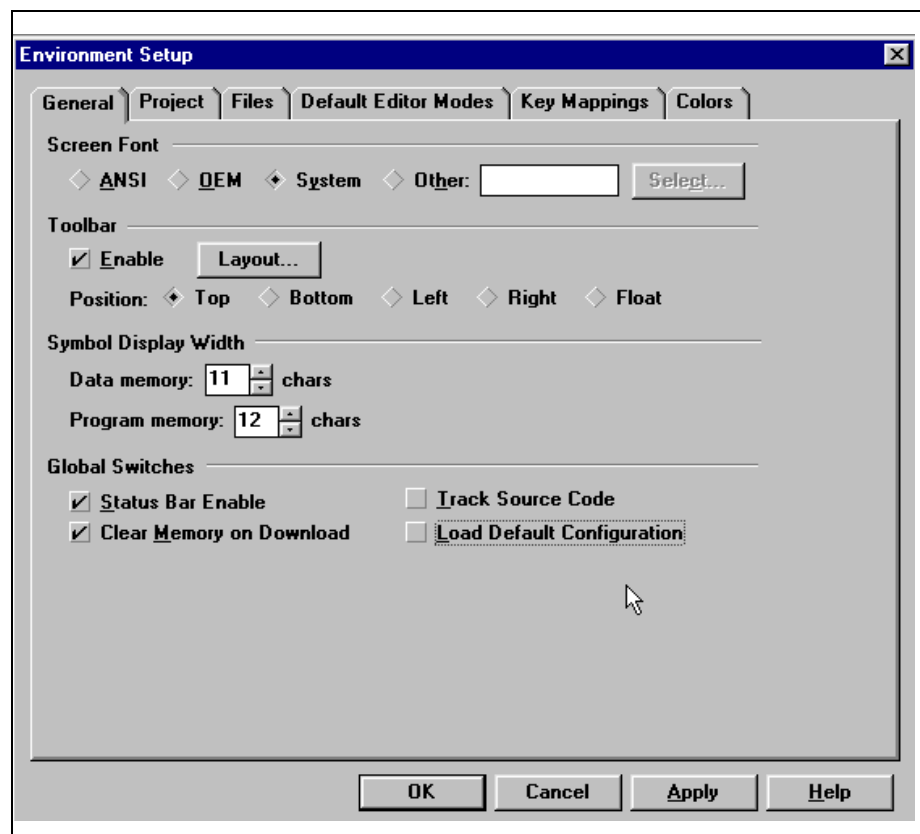 Environment Setup
General Project Files Default Editor Modes Key Mappings Colors
Screen Font
ANSI OEM System Other: Select...
Toolbar
Enable Layout...
Position: Top Bottom Left Right Float
Symbol Display Width
Data memory: 11 chars
Program memory: 12 chars
Global Switches
Status Bar Enable Track Source Code
Clear Memory on Download Load Default Configuration
OK Cancel Apply Help